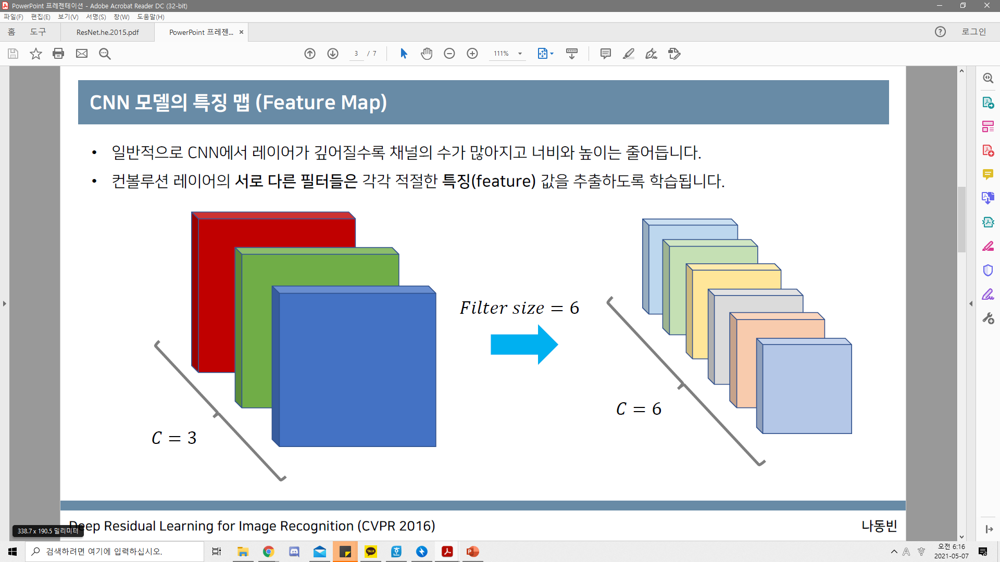 PowerPoint 프레젠테이션 - Adobe Acrobat Reader DC (32-bit)
파일(F) 편집(E) 보기(V) 서명(S) 창(W) 도움말(H)
홈 도구 ResNet.he.2015.pdf PowerPoint 프레젠... 로그인
3 / 7 111%
CNN 모델의 특징 맵 (Feature Map)
• 일반적으로 CNN에서 레이어가 깊어질수록 채널의 수가 많아지고 너비와 높이는 줄어듭니다.
• 컨볼루션 레이어의 서로 다른 필터들은 각각 적절한 특징(feature) 값을 추출하도록 학습됩니다.
Filter size = 6
C = 6
C = 3
Deep Residual Learning for Image Recognition (CVPR 2016) 나동빈
338.7 x 190.5 밀리미터
검색하려면 여기에 입력하십시오.
TALK
A
오전 6:16
2021-05-07